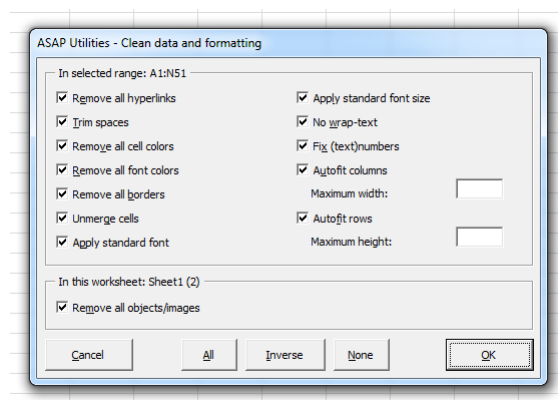 ASAP Utilities - Clean data and formatting
In selected range: A1:N51
Remove all hyperlinks
Trim spaces
Remove all cell colors
Remove all font colors
Remove all borders
Unmerge cells
Apply standard font
Apply standard font size
No wrap-text
Fix (text)numbers
Autofit columns
Maximum width:
Autofit rows
Maximum height:
In this worksheet: Sheet1 (2)
Remove all objects/images
Cancel
All
Inverse
None
OK